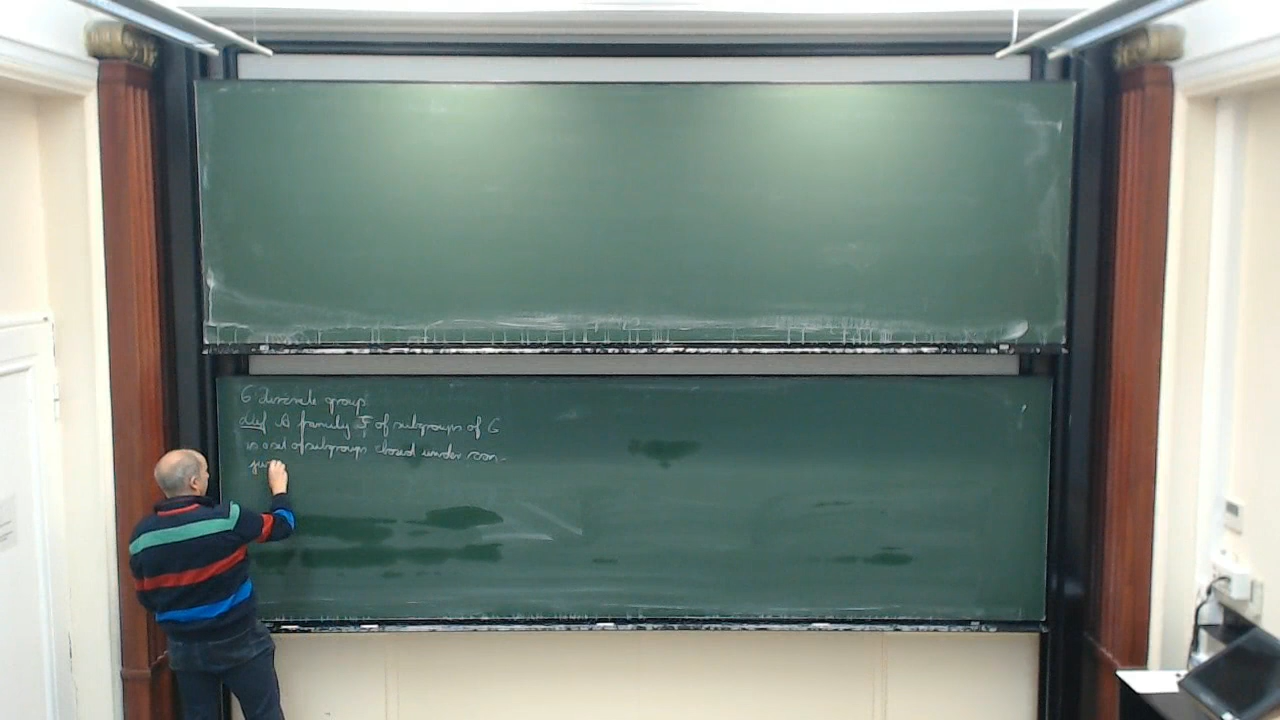 G discrete group
Def A family F of subgroups of G
is a set of subgroups closed under con-
ju